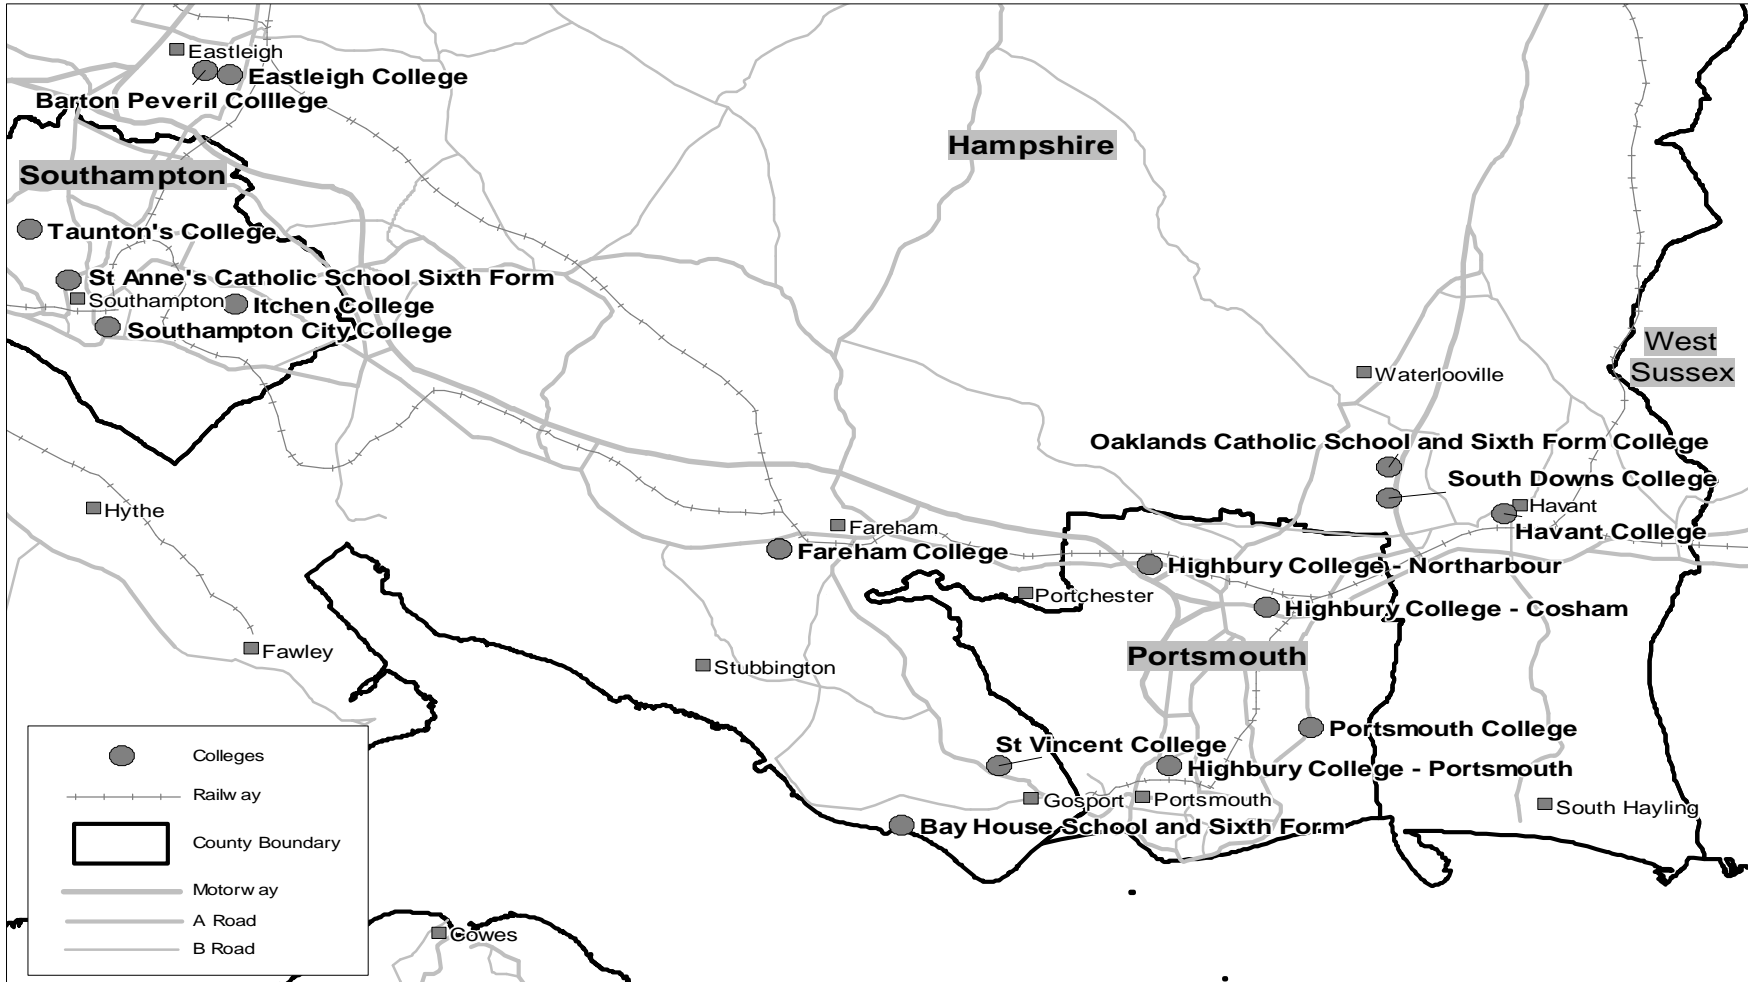 Eastleigh
Eastleigh College
Barton Peveril Colllege
Hampshire
Southampton
Taunton's College
St Anne's Catholic School Sixth Form
Southampton
Itchen College
Southampton City College
West
Sussex
Waterlooville
Oaklands Catholic School and Sixth Form College
South Downs College
Havant
Havant College
Hythe
Fareham
Fareham College
Highbury College - Northarbour
Portchester
Highbury College - Cosham
Fawley
Portsmouth
Stubbington
Portsmouth College
St Vincent College
Highbury College - Portsmouth
Gosport
Portsmouth
South Hayling
Bay House School and Sixth Form
Colleges
Railway
County Boundary
Motorway
A Road
B Road
Cowes